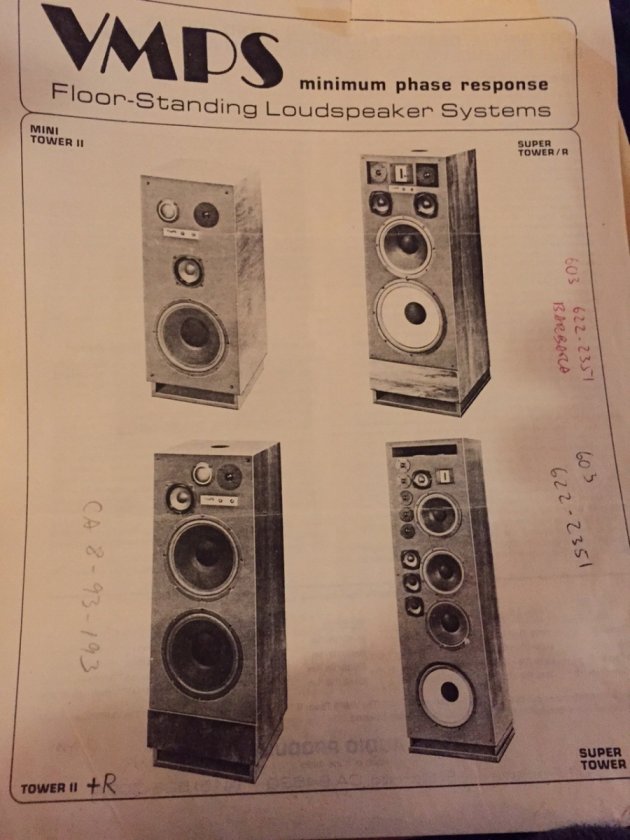 VMPS
minimum phase response
Floor-Standing Loudspeaker Systems
MINI
TOWER II
SUPER
TOWER/R
603 622-2351
BARBARA
603
622-2351
CA 8-93-193
TOWER II +R
SUPER
TOWER